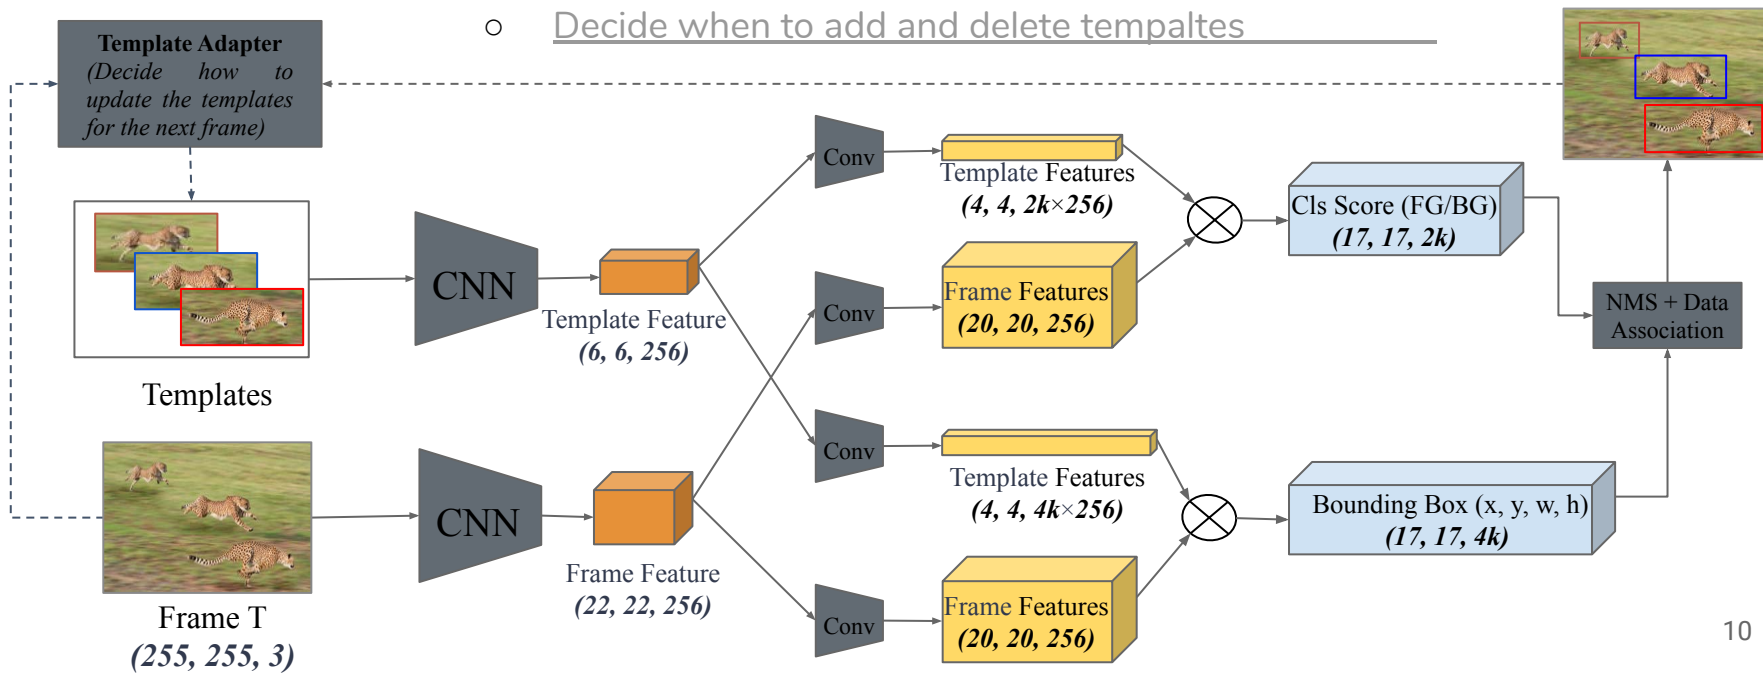 Decide when to add and delete tempaltes
Template Adapter
(Decide how to
update the templates
for the next frame)
Templates
Frame T
(255, 255, 3)
CNN
CNN
Template Feature
(6, 6, 256)
Frame Feature
(22, 22, 256)
Conv
Conv
Conv
Conv
Template Features
(4, 4, 2k×256)
Frame Features
(20, 20, 256)
Template Features
(4, 4, 4k×256)
Frame Features
(20, 20, 256)
Cls Score (FG/BG)
(17, 17, 2k)
Bounding Box (x, y, w, h)
(17, 17, 4k)
NMS + Data
Association
10